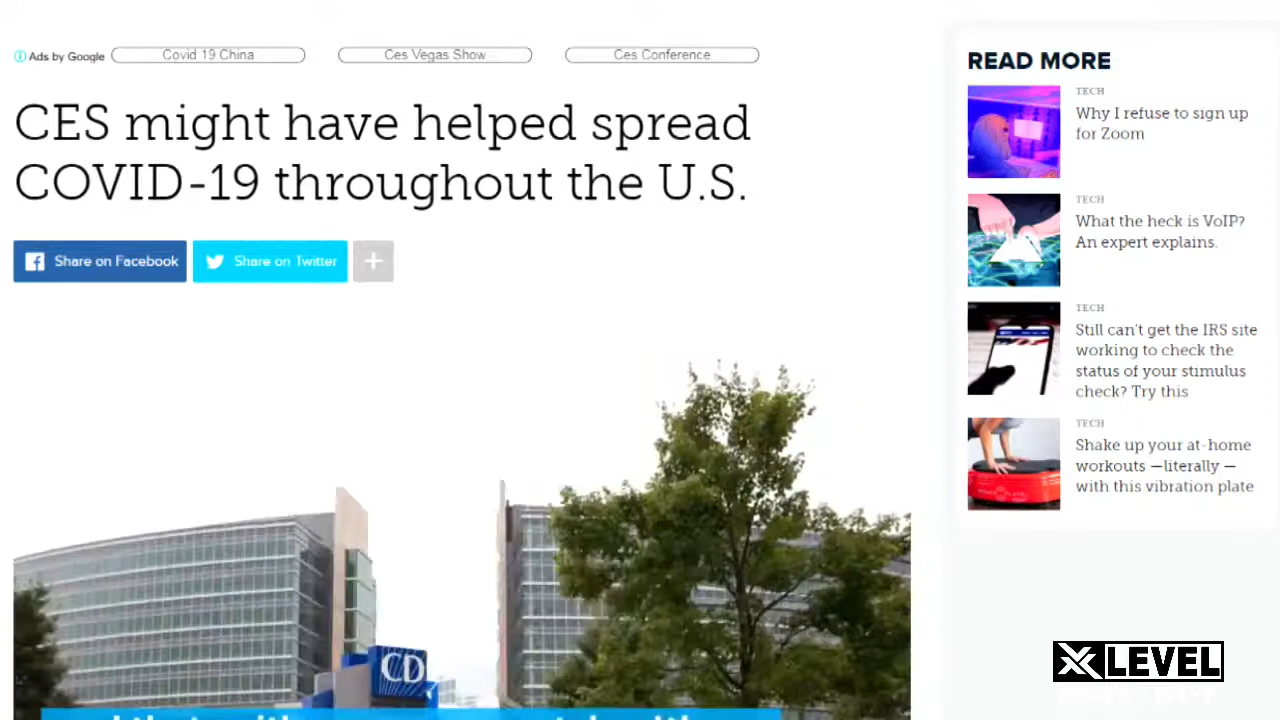 Ads by Google
Covid 19 China
Ces Vegas Show
Ces Conference
CES might have helped spread
COVID-19 throughout the U.S.
Share on Facebook
Share on Twitter
+
CD
READ MORE
TECH
Why I refuse to sign up
for Zoom
TECH
What the heck is VoIP?
An expert explains.
TECH
Still can't get the IRS site
working to check the
status of your stimulus
check? Try this
TECH
Shake up your at-home
workouts —literally —
with this vibration plate
X LEVEL